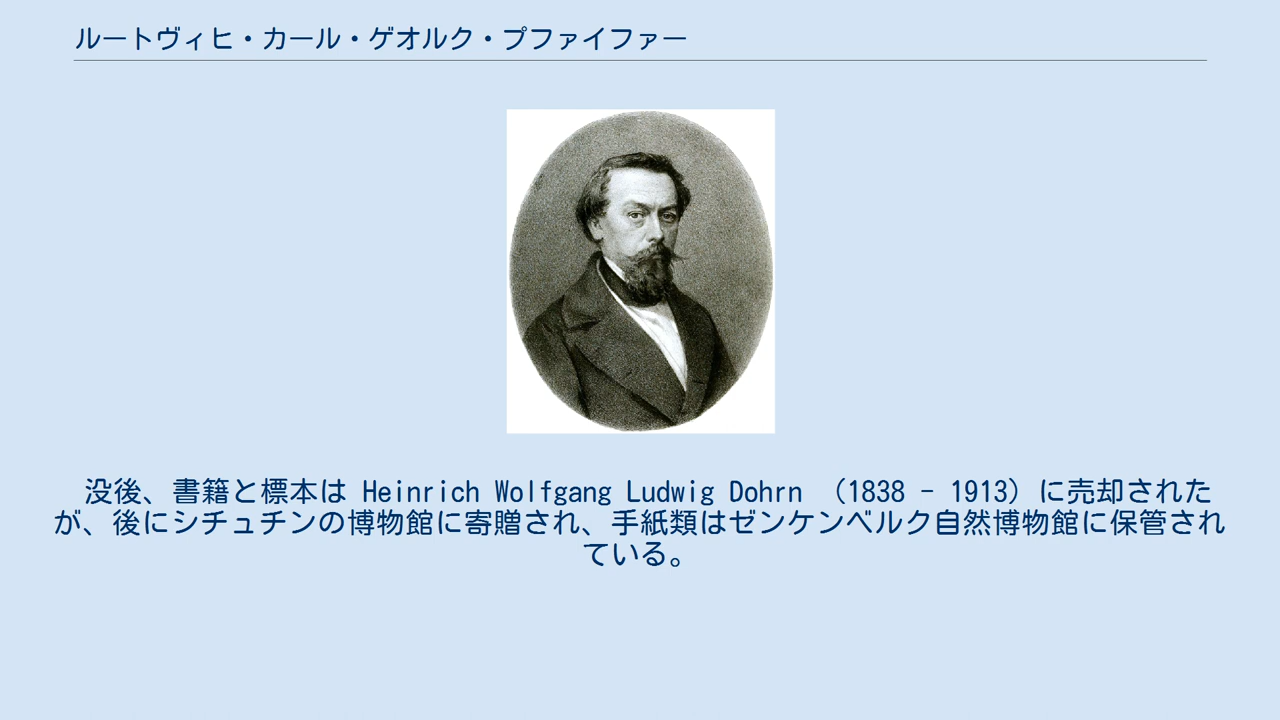 ルートヴィヒ・カール・ゲオルク・プファイファー
没後、書籍と標本は Heinrich Wolfgang Ludwig Dohrn （1838 - 1913）に売却された
が、後にシチュチンの博物館に寄贈され、手紙類はゼンケンベルク自然博物館に保管され
ている。